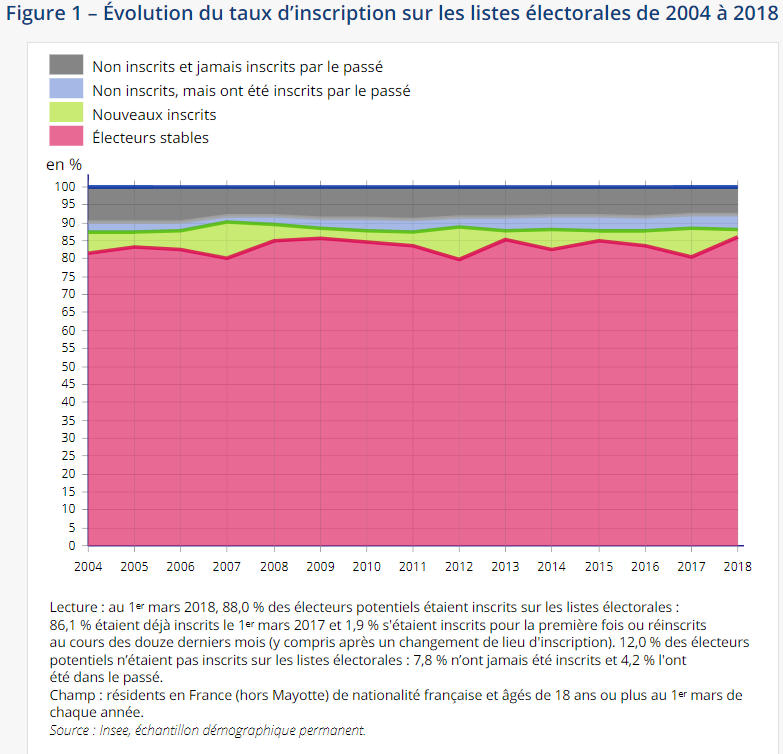 Figure 1 – Évolution du taux d’inscription sur les listes électorales de 2004 à 2018
Non inscrits et jamais inscrits par le passé
Non inscrits, mais ont été inscrits par le passé
Nouveaux inscrits
Électeurs stables
en %
100
95
90
85
80
75
70
65
60
55
50
45
40
35
30
25
20
15
10
5
0
2004 2005 2006 2007 2008 2009 2010 2011 2012 2013 2014 2015 2016 2017 2018
Lecture : au 1er mars 2018, 88,0 % des électeurs potentiels étaient inscrits sur les listes électorales :
86,1 % étaient déjà inscrits le 1er mars 2017 et 1,9 % s'étaient inscrits pour la première fois ou réinscrits
au cours des douze derniers mois (y compris après un changement de lieu d'inscription). 12,0 % des électeurs
potentiels n’étaient pas inscrits sur les listes électorales : 7,8 % n’ont jamais été inscrits et 4,2 % l'ont
été dans le passé.
Champ : résidents en France (hors Mayotte) de nationalité française et âgés de 18 ans ou plus au 1er mars de
chaque année.
Source : Insee, échantillon démographique permanent.